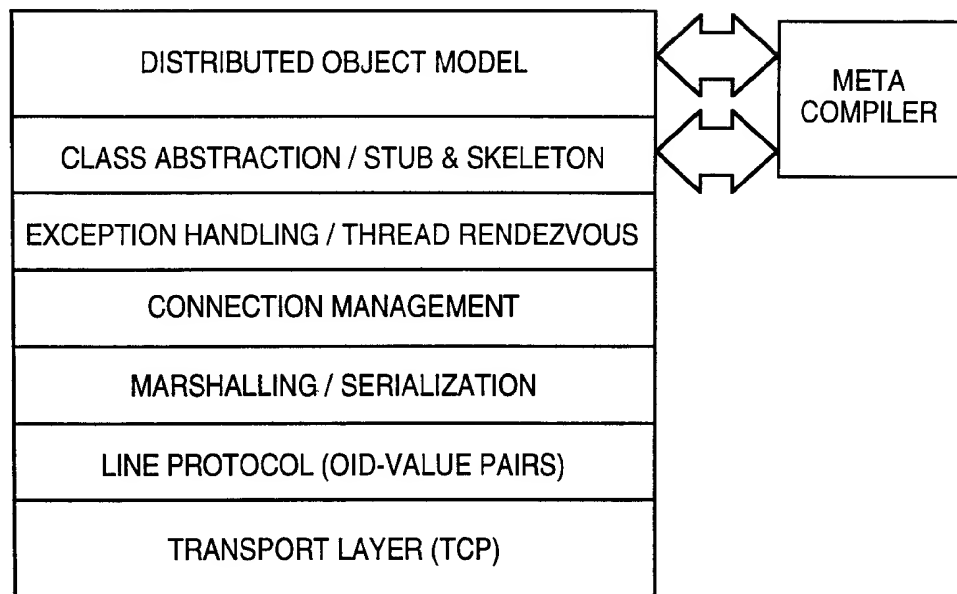 DISTRIBUTED OBJECT MODEL
META
COMPILER
CLASS ABSTRACTION / STUB & SKELETON
EXCEPTION HANDLING / THREAD RENDEZVOUS
CONNECTION MANAGEMENT
MARSHALLING / SERIALIZATION
LINE PROTOCOL (OID-VALUE PAIRS)
TRANSPORT LAYER (TCP)